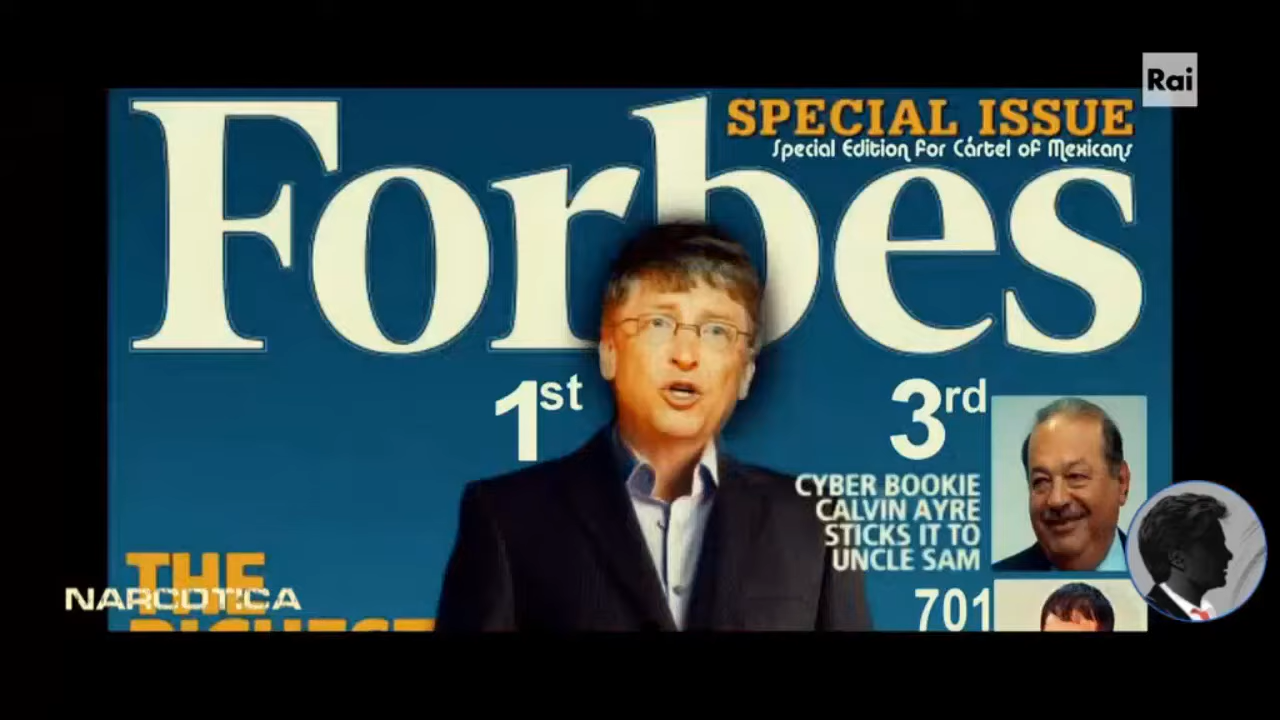 Rai
Forbes
SPECIAL ISSUE
Special Edition For Cártel of Mexicans
1st
3rd
CYBER BOOKIE
CALVIN AYRE
STICKS IT TO
UNCLE SAM
THE
NARCOTICA
RICHEST
701